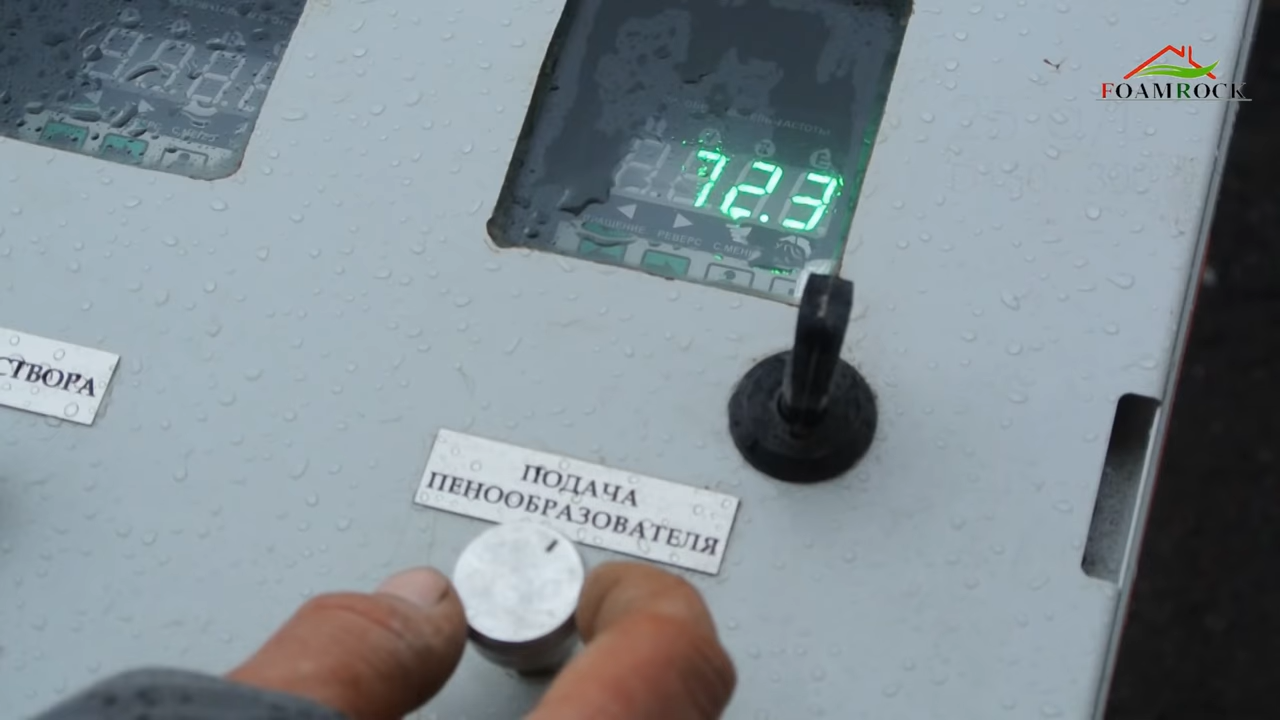 FOAMROCK
72.3
РЕВЕРС
СТВОРА
ПОДАЧА
ПЕНООБРАЗОВАТЕЛЯ